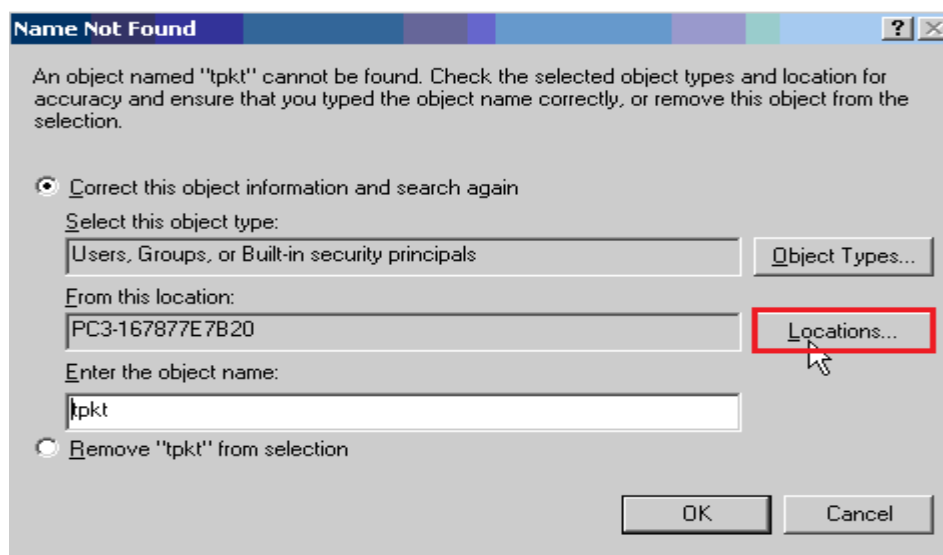 Name Not Found
An object named "tpkt" cannot be found. Check the selected object types and location for
accuracy and ensure that you typed the object name correctly, or remove this object from the
selection.
Correct this object information and search again
Select this object type:
Users, Groups, or Built-in security principals
Object Types...
From this location:
PC3-167877E7B20
Locations...
Enter the object name:
tpkt
Remove "tpkt" from selection
OK
Cancel